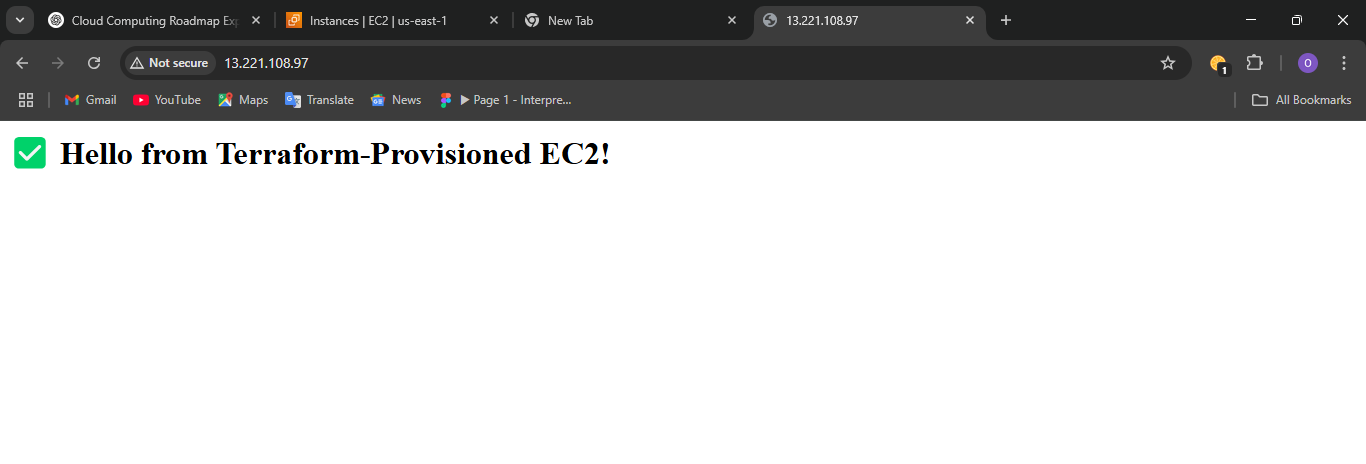 Cloud Computing Roadmap Exp
Instances | EC2 | us-east-1
New Tab
13.221.108.97
Not secure
13.221.108.97
1
O
Gmail
YouTube
Maps
Translate
News
▶ Page 1 - Interpre...
All Bookmarks
✅ Hello from Terraform-Provisioned EC2!